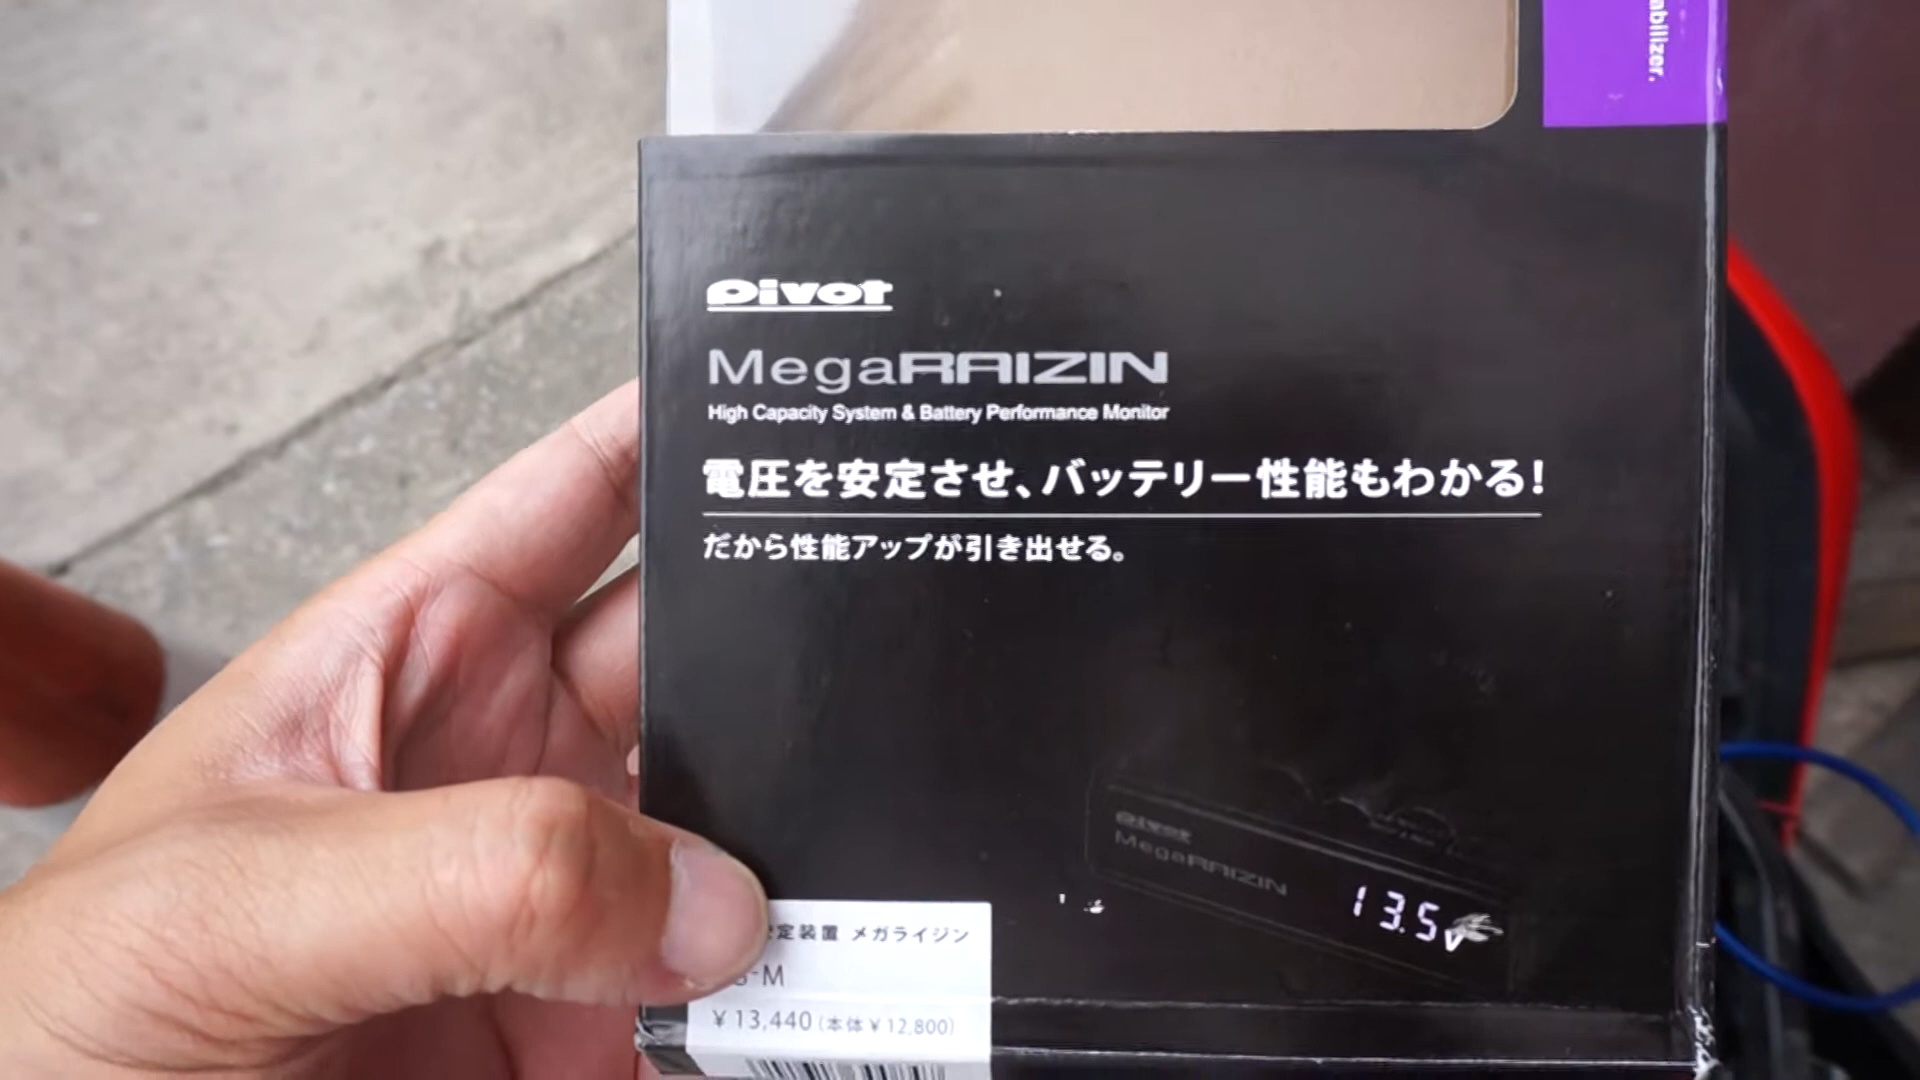 abilizer.
Pivot
MegaRAIZIN
High Capacity System & Battery Performance Monitor
電圧を安定させ、バッテリー性能もわかる!
だから性能アップが引き出せる。
Pivot
MegaRAIZIN
13.5V
定装置 メガライジン
-M
¥13,440(本体¥12,800)